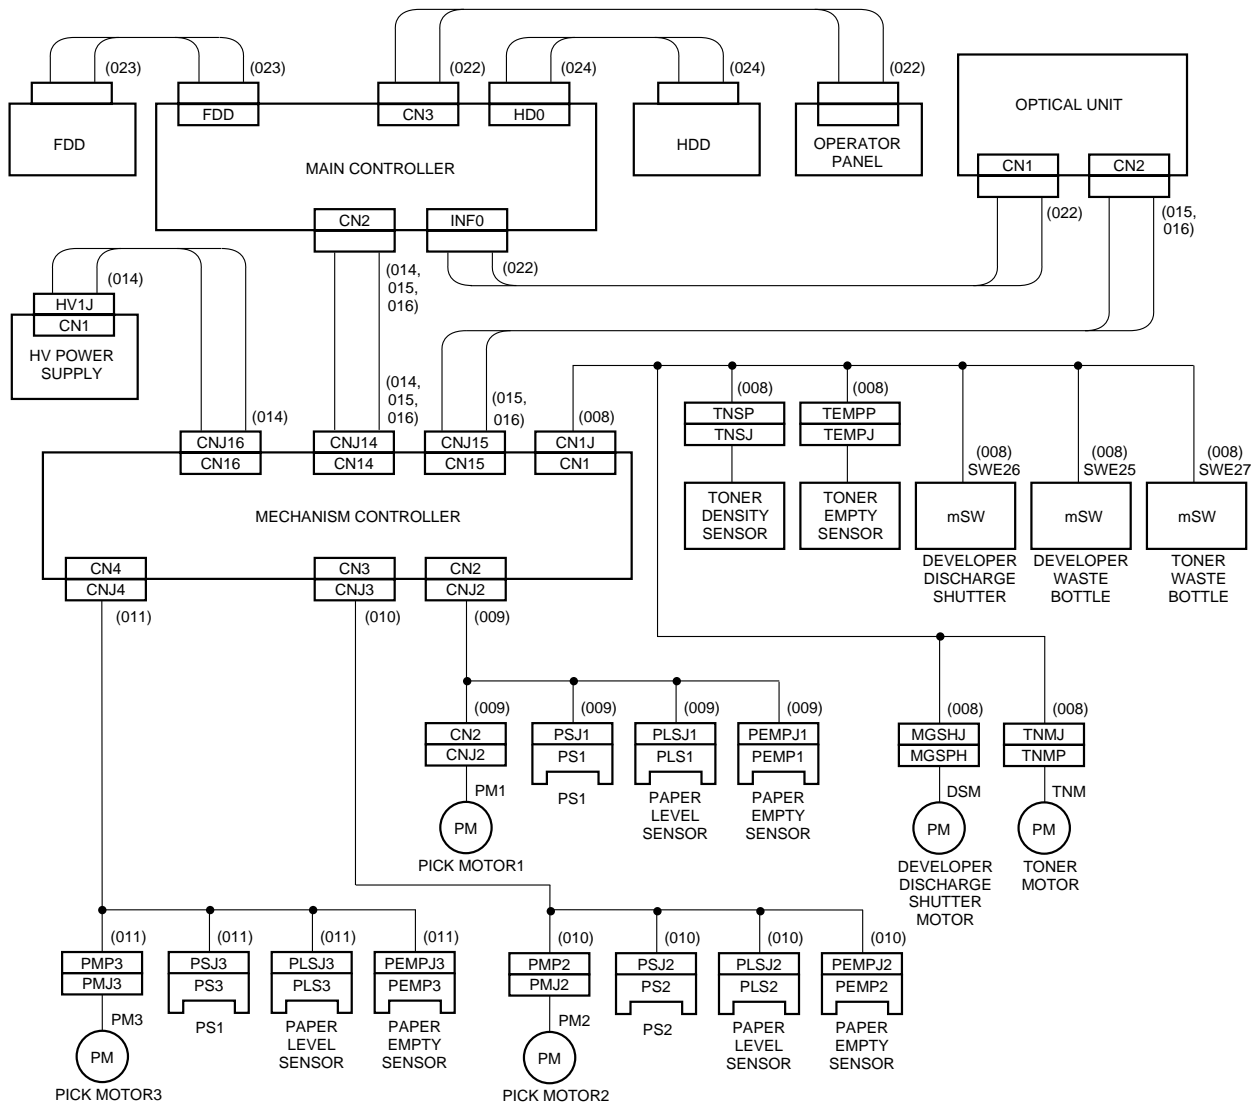 (023)
(023)
(022)
(024)
(024)
(022)
FDD
CN3
HD0
FDD
MAIN CONTROLLER
HDD
OPERATOR
PANEL
OPTICAL UNIT
CN1
CN2
(022)
(015,
016)
CN2
INF0
(014,
015,
016)
(022)
(014)
HV1J
CN1
HV POWER
SUPPLY
(014)
(014,
015,
016)
(015,
016)
(008)
CNJ16
CN16
CNJ14
CN14
CNJ15
CN15
CN1J
CN1
MECHANISM CONTROLLER
(008)
TNSP
TNSJ
TONER
DENSITY
SENSOR
(008)
TEMPP
TEMPJ
TONER
EMPTY
SENSOR
(008)
SWE26
mSW
DEVELOPER
DISCHARGE
SHUTTER
(008)
SWE25
mSW
DEVELOPER
WASTE
BOTTLE
(008)
SWE27
mSW
TONER
WASTE
BOTTLE
CN4
CNJ4
(011)
CN3
CNJ3
(010)
CN2
CNJ2
(009)
(009)
CN2
CNJ2
PM1
PM
PICK MOTOR1
(009)
PSJ1
PS1
PS1
(009)
PLSJ1
PLS1
PAPER
LEVEL
SENSOR
(009)
PEMPJ1
PEMP1
PAPER
EMPTY
SENSOR
(008)
MGSHJ
MGSPH
DSM
PM
DEVELOPER
DISCHARGE
SHUTTER
MOTOR
(008)
TNMJ
TNMP
TNM
PM
TONER
MOTOR
(011)
PMP3
PMJ3
PM3
PM
PICK MOTOR3
(011)
PSJ3
PS3
PS1
(011)
PLSJ3
PLS3
PAPER
LEVEL
SENSOR
(011)
PEMPJ3
PEMP3
PAPER
EMPTY
SENSOR
(010)
PMP2
PMJ2
PM2
PM
PICK MOTOR2
(010)
PSJ2
PS2
PS2
(010)
PLSJ2
PLS2
PAPER
LEVEL
SENSOR
(010)
PEMPJ2
PEMP2
PAPER
EMPTY
SENSOR